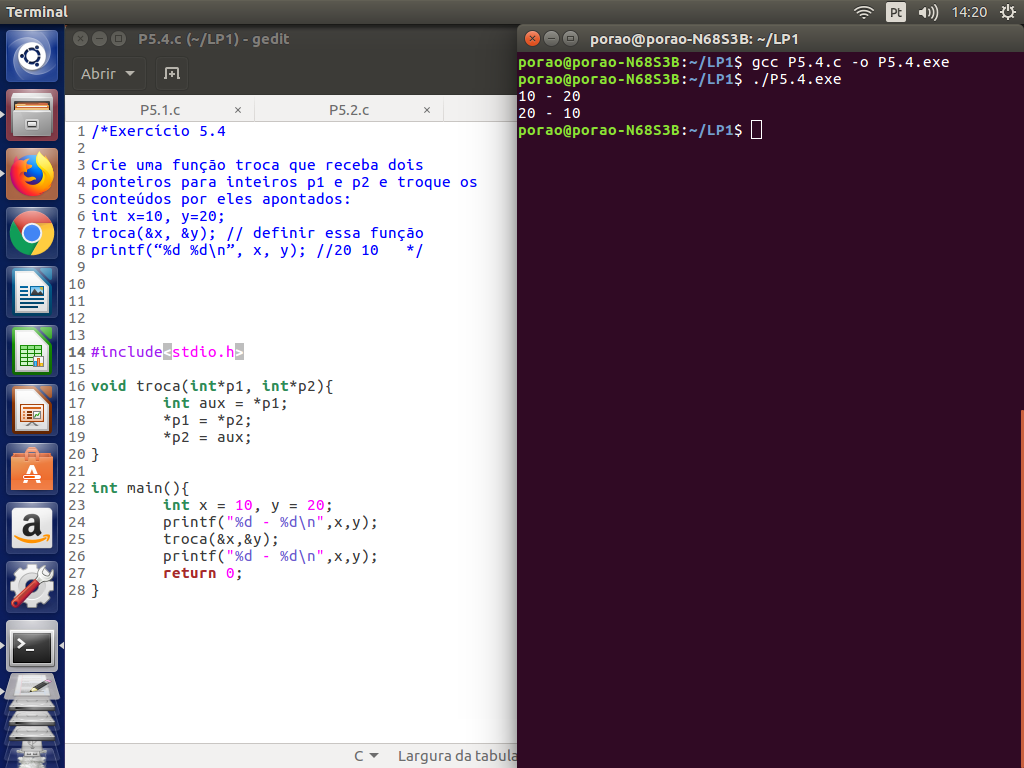 Terminal
Pt
14:20
P5.4.c (~/LP1) - gedit
Abrir
P5.1.c ×
P5.2.c ×
1 /*Exercício 5.4
2
3 Crie uma função troca que receba dois
4 ponteiros para inteiros p1 e p2 e troque os
5 conteúdos por eles apontados:
6 int x=10, y=20;
7 troca(&x, &y); // definir essa função
8 printf(“%d %d\n”, x, y); //20 10   */
9
10
11
12
13
14 #include<stdio.h>
15
16 void troca(int*p1, int*p2){
17         int aux = *p1;
18         *p1 = *p2;
19         *p2 = aux;
20 }
21
22 int main(){
23         int x = 10, y = 20;
24         printf("%d - %d\n",x,y);
25         troca(&x,&y);
26         printf("%d - %d\n",x,y);
27         return 0;
28 }
C
Largura da tabula
porao@porao-N68S3B: ~/LP1
porao@porao-N68S3B:~/LP1$ gcc P5.4.c -o P5.4.exe
porao@porao-N68S3B:~/LP1$ ./P5.4.exe
10 - 20
20 - 10
porao@porao-N68S3B:~/LP1$